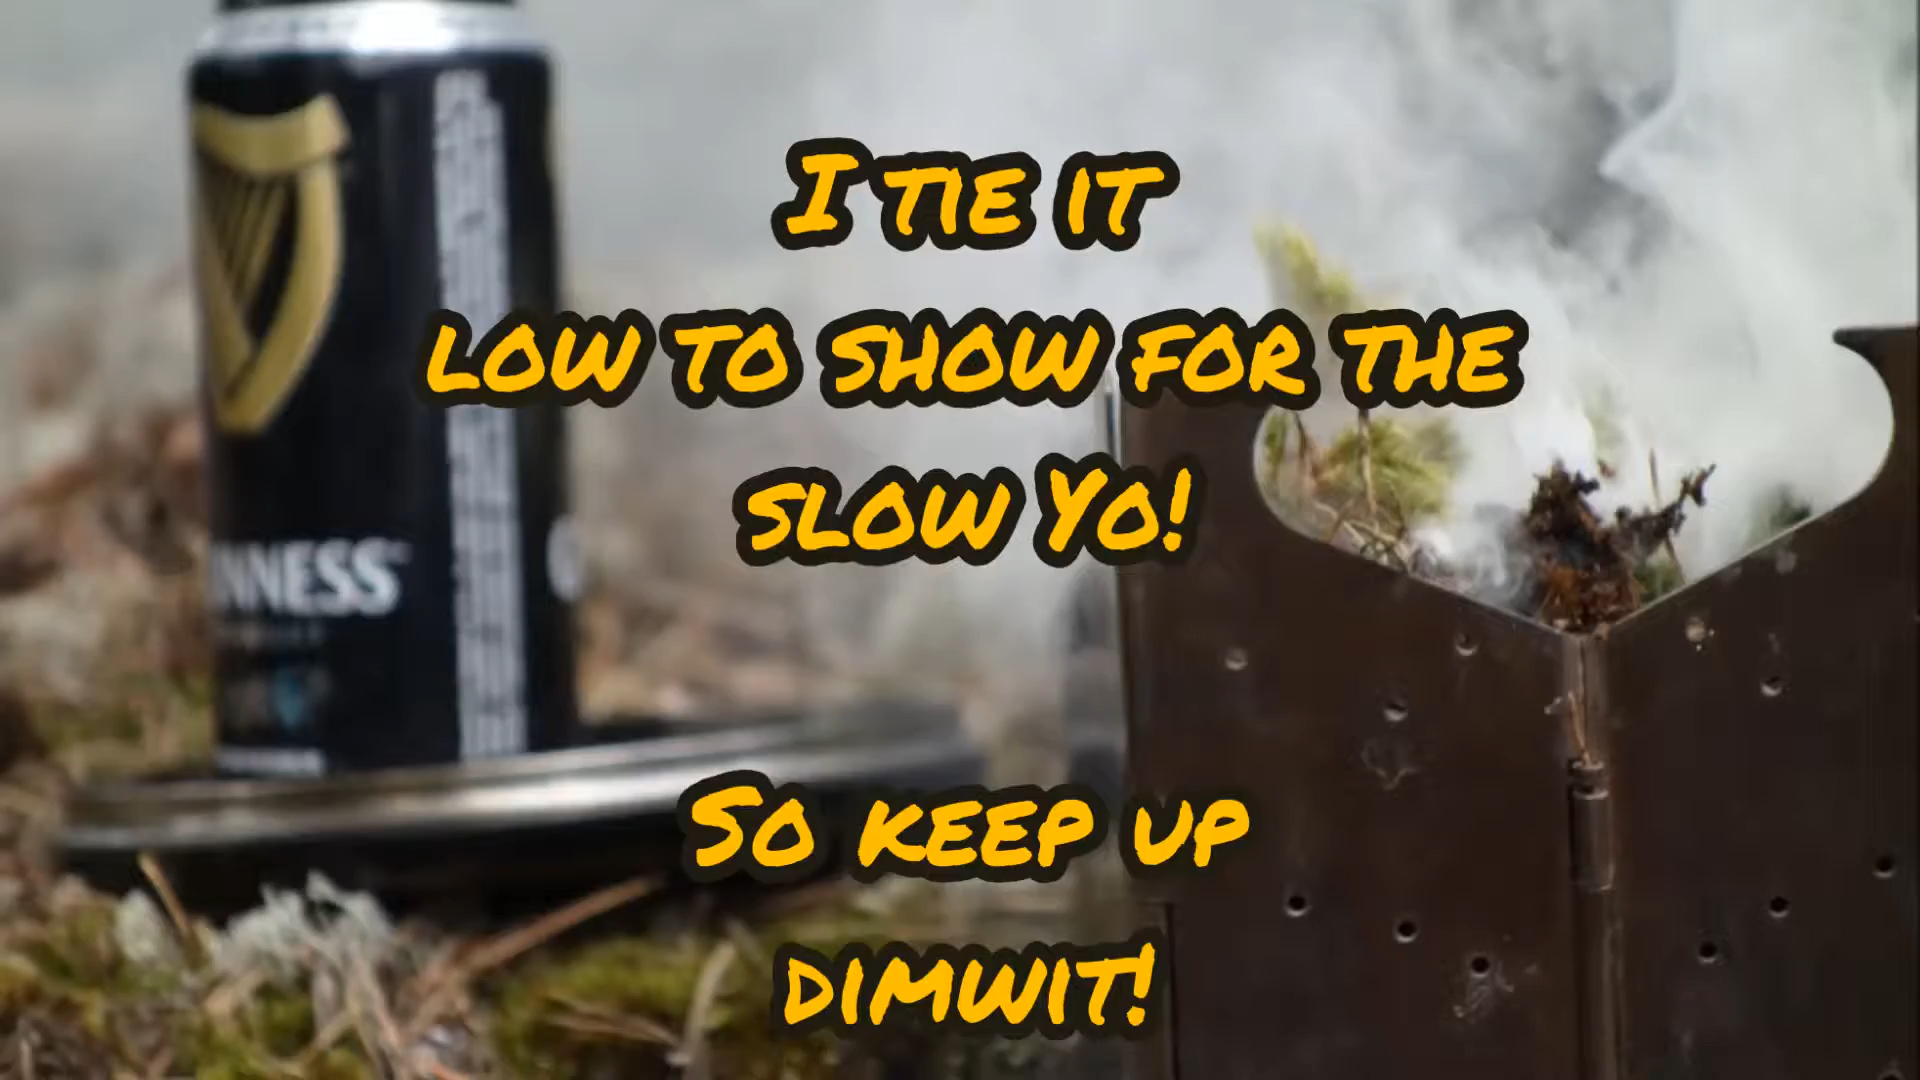 I tie it
low to show for the
slow Yo!
So keep up
dimwit!
NNESS